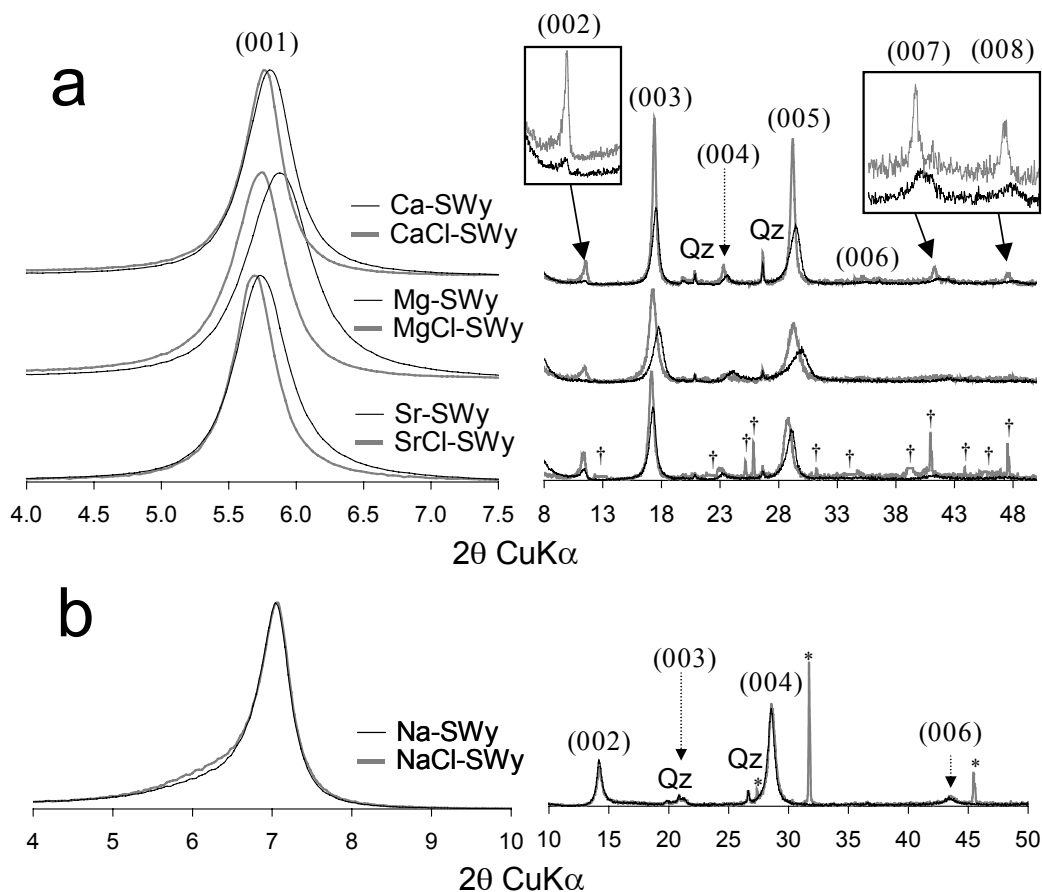 a
(001)
Ca-SWy
CaCl-SWy
Mg-SWy
MgCl-SWy
Sr-SWy
SrCl-SWy
4.0 4.5 5.0 5.5 6.0 6.5 6.0 7.5
(002)
(003)
Qz
(004)
Qz
(005)
(006)
(007) (008)
† † † † † † † † † † †
8 13 18 23 28 33 38 43 48
2θ CuKα
b
Na-SWy
NaCl-SWy
4 5 6 7 8 9 10
(002)
(003)
Qz
Qz
*
(004)
*
(006)
*
10 15 20 25 30 35 40 45 50
2θ CuKα